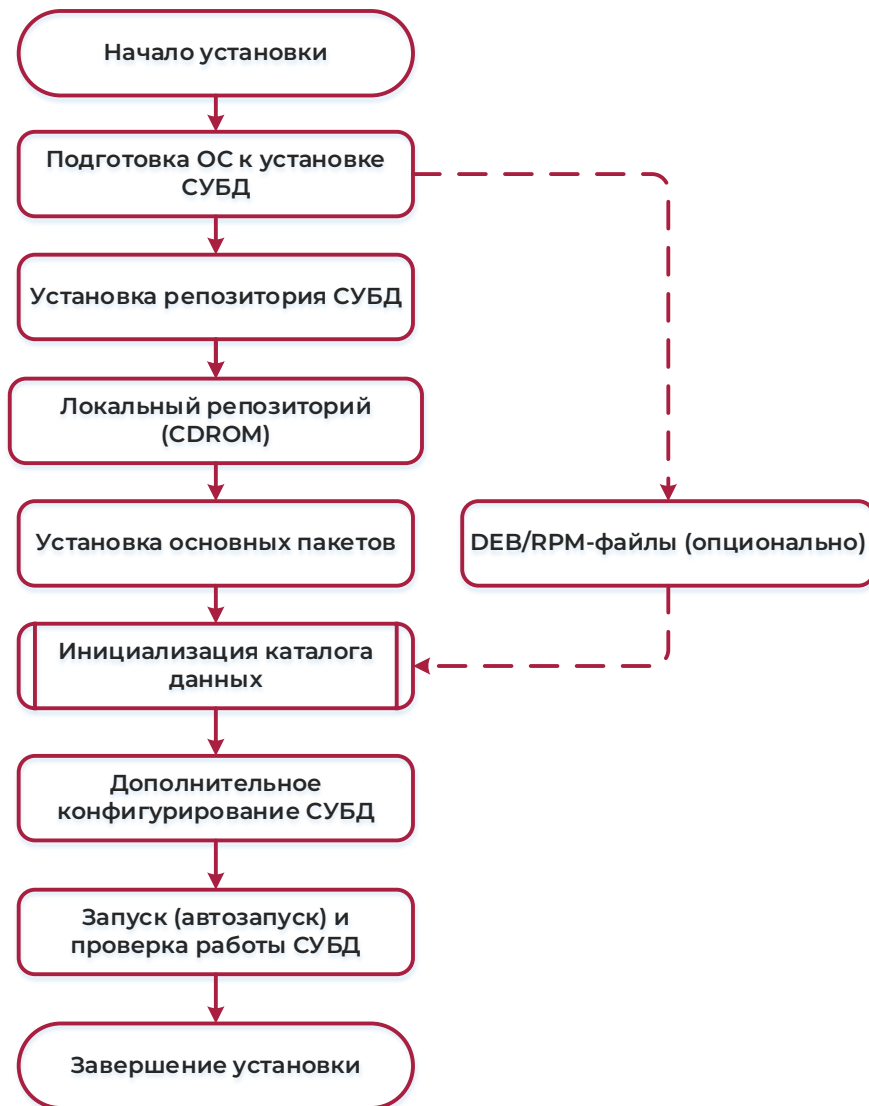 Начало установки
Подготовка ОС к установке
СУБД
Установка репозитория СУБД
Локальный репозиторий
(CDROM)
Установка основных пакетов
DEB/RPM-файлы (опционально)
Инициализация каталога
данных
Дополнительное
конфигурирование СУБД
Запуск (автозапуск) и
проверка работы СУБД
Завершение установки